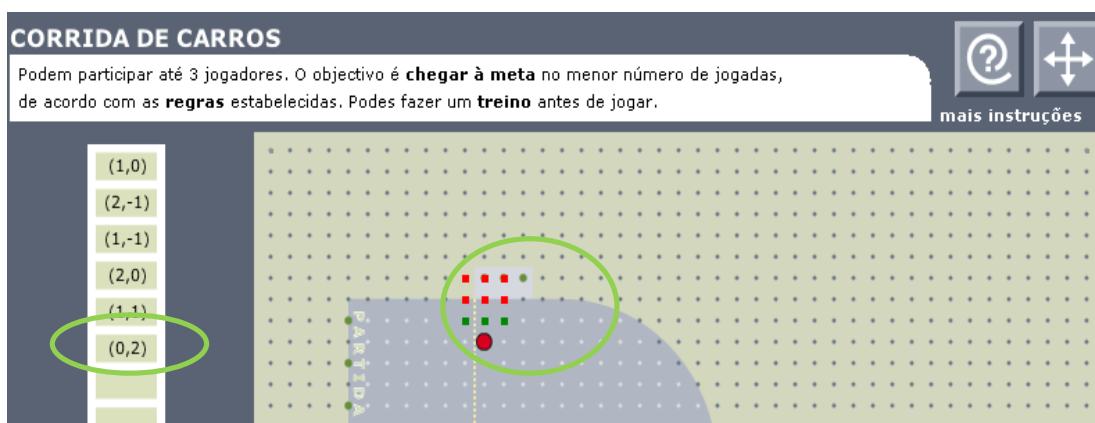 CORRIDA DE CARROS
Podem participar até 3 jogadores. O objectivo é chegar à meta no menor número de jogadas,
de acordo com as regras estabelecidas. Podes fazer um treino antes de jogar.
mais instruções
(1,0)
(2,-1)
(1,-1)
(2,0)
(1,1)
(0,2)
PARTIDA